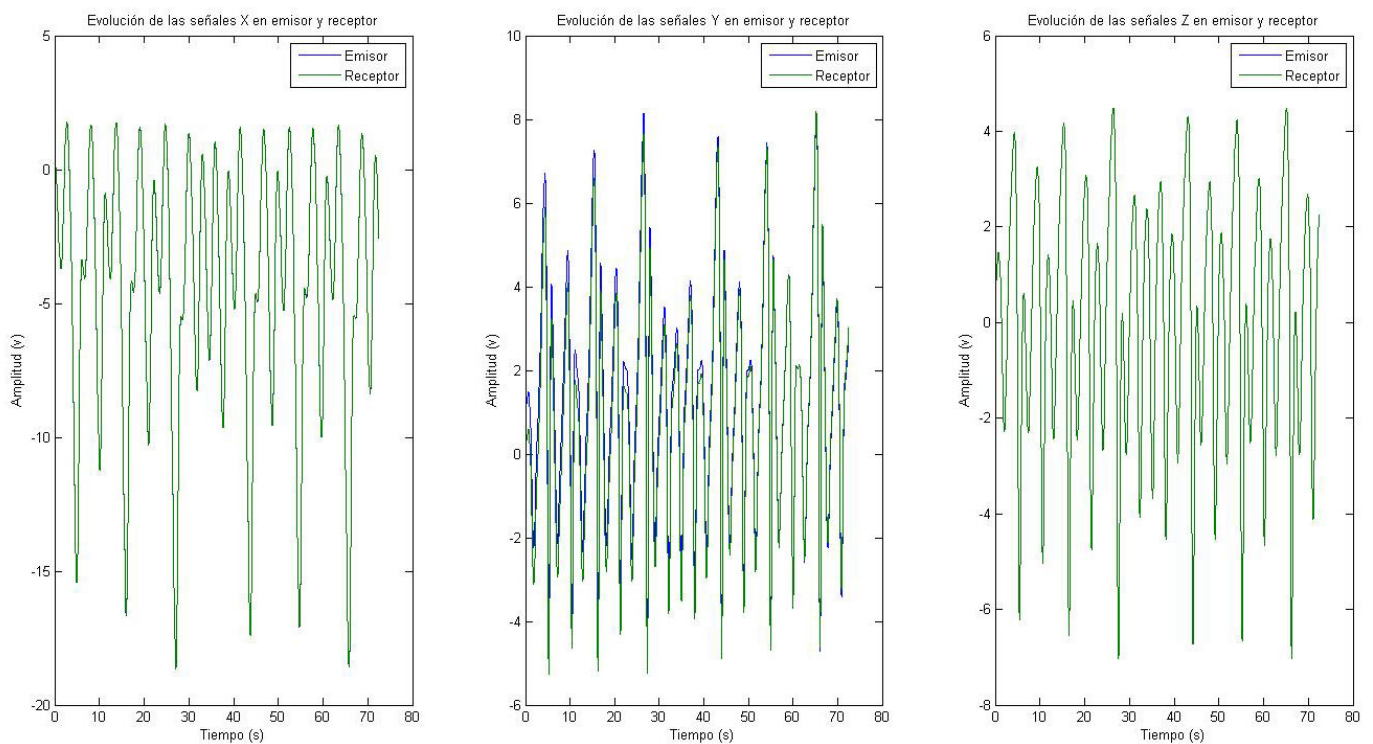 Evolución de las señales X en emisor y receptor
5
0
-5
-10
-15
-20
Amplitud (v)
Emisor
Receptor
0 10 20 30 40 50 60 70 80
Tiempo (s)
Evolución de las señales Y en emisor y receptor
10
8
6
4
2
0
-2
-4
-6
Amplitud (v)
Emisor
Receptor
0 10 20 30 40 50 60 70 80
Tiempo (s)
Evolución de las señales Z en emisor y receptor
6
4
2
0
-2
-4
-6
-8
Amplitud (v)
Emisor
Receptor
0 10 20 30 40 50 60 70 80
Tiempo (s)